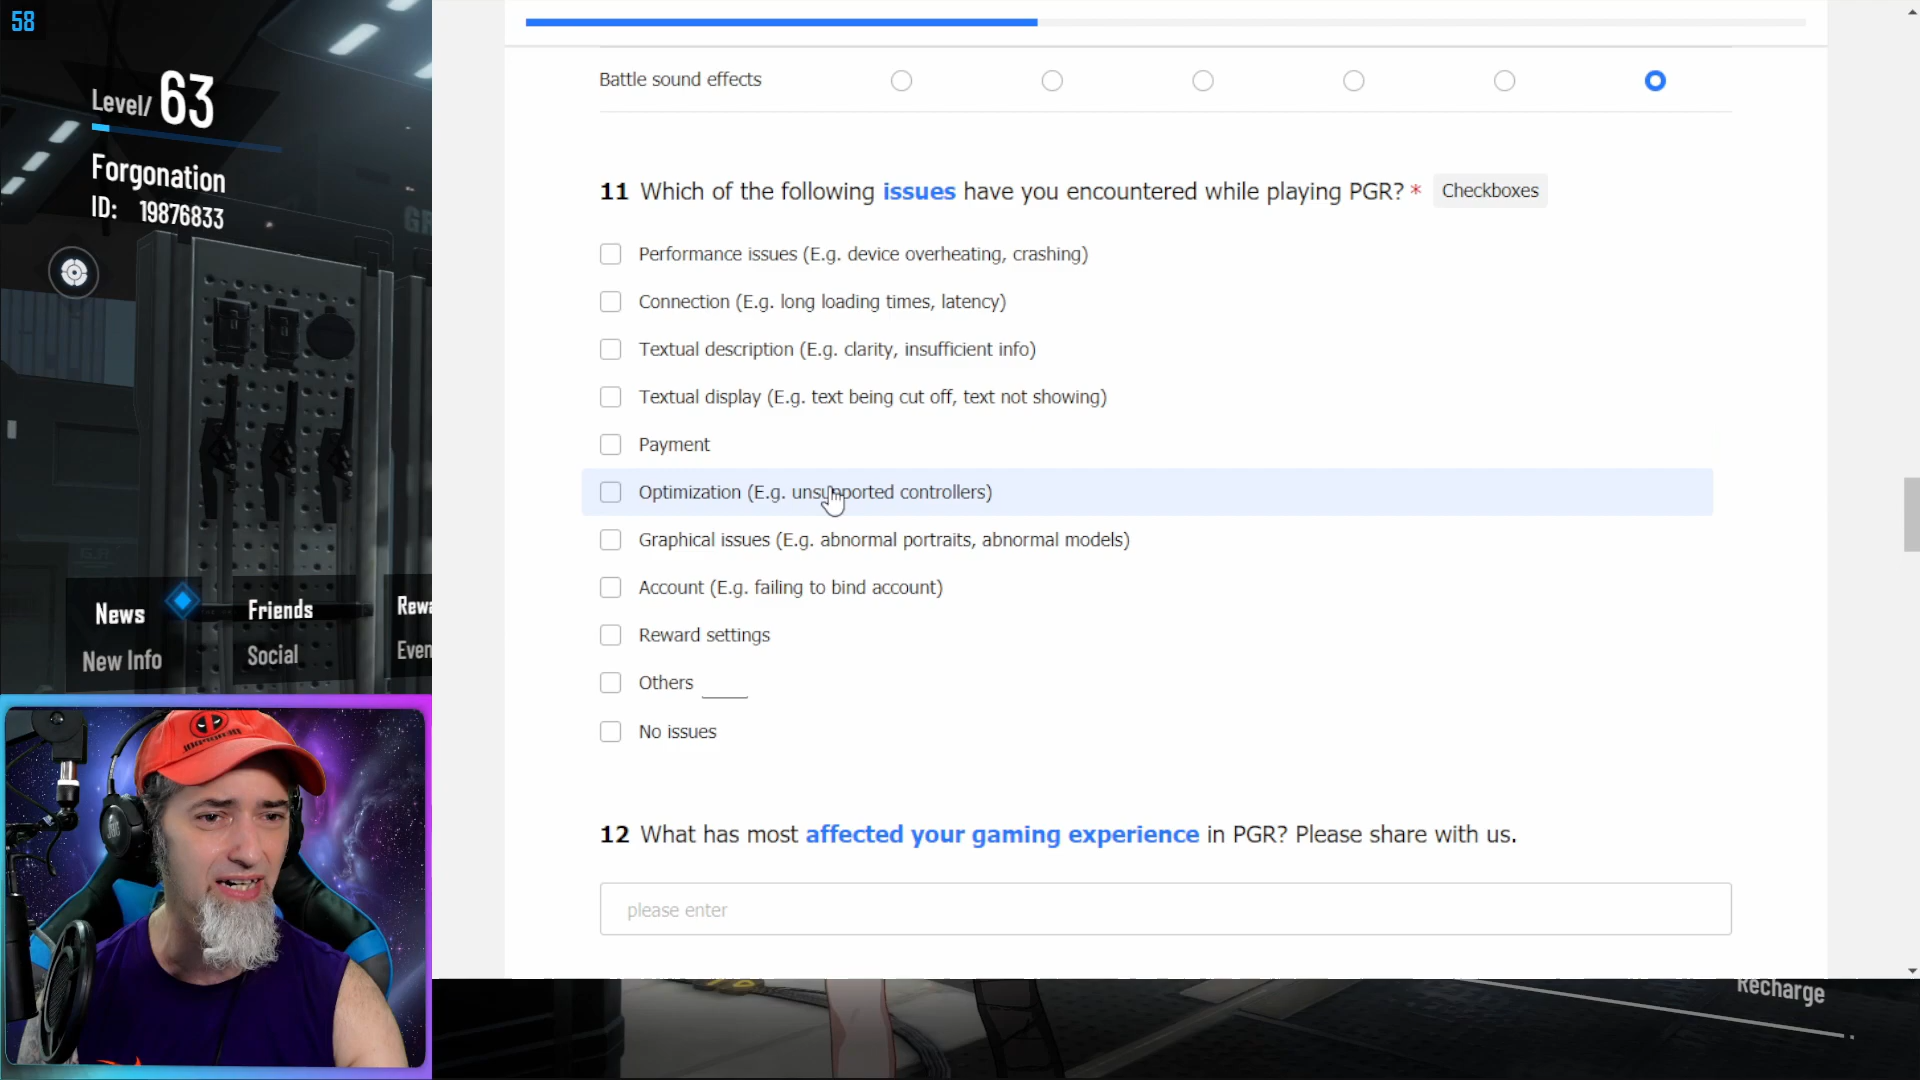 58
Level/ 63
Forgonation
ID: 19876833
News
New Info
Friends
Social
Rewa
Even
Battle sound effects
11 Which of the following issues have you encountered while playing PGR? * Checkboxes
Performance issues (E.g. device overheating, crashing)
Connection (E.g. long loading times, latency)
Textual description (E.g. clarity, insufficient info)
Textual display (E.g. text being cut off, text not showing)
Payment
Optimization (E.g. unsupported controllers)
Graphical issues (E.g. abnormal portraits, abnormal models)
Account (E.g. failing to bind account)
Reward settings
Others ____
No issues
12 What has most affected your gaming experience in PGR? Please share with us.
please enter
Recharge